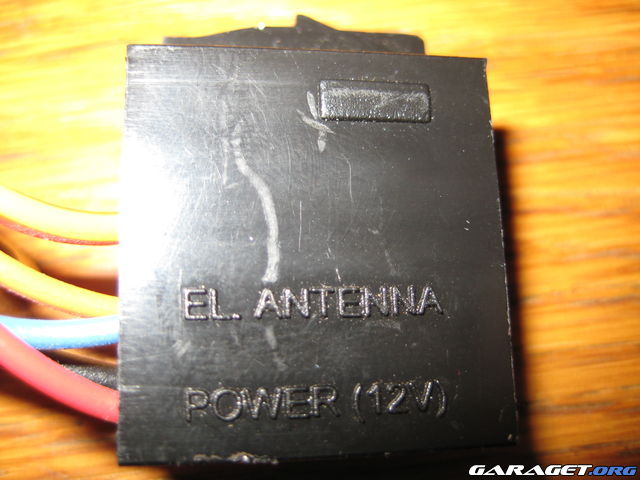 EL. ANTENNA
POWER (12V)
GARAGET.ORG